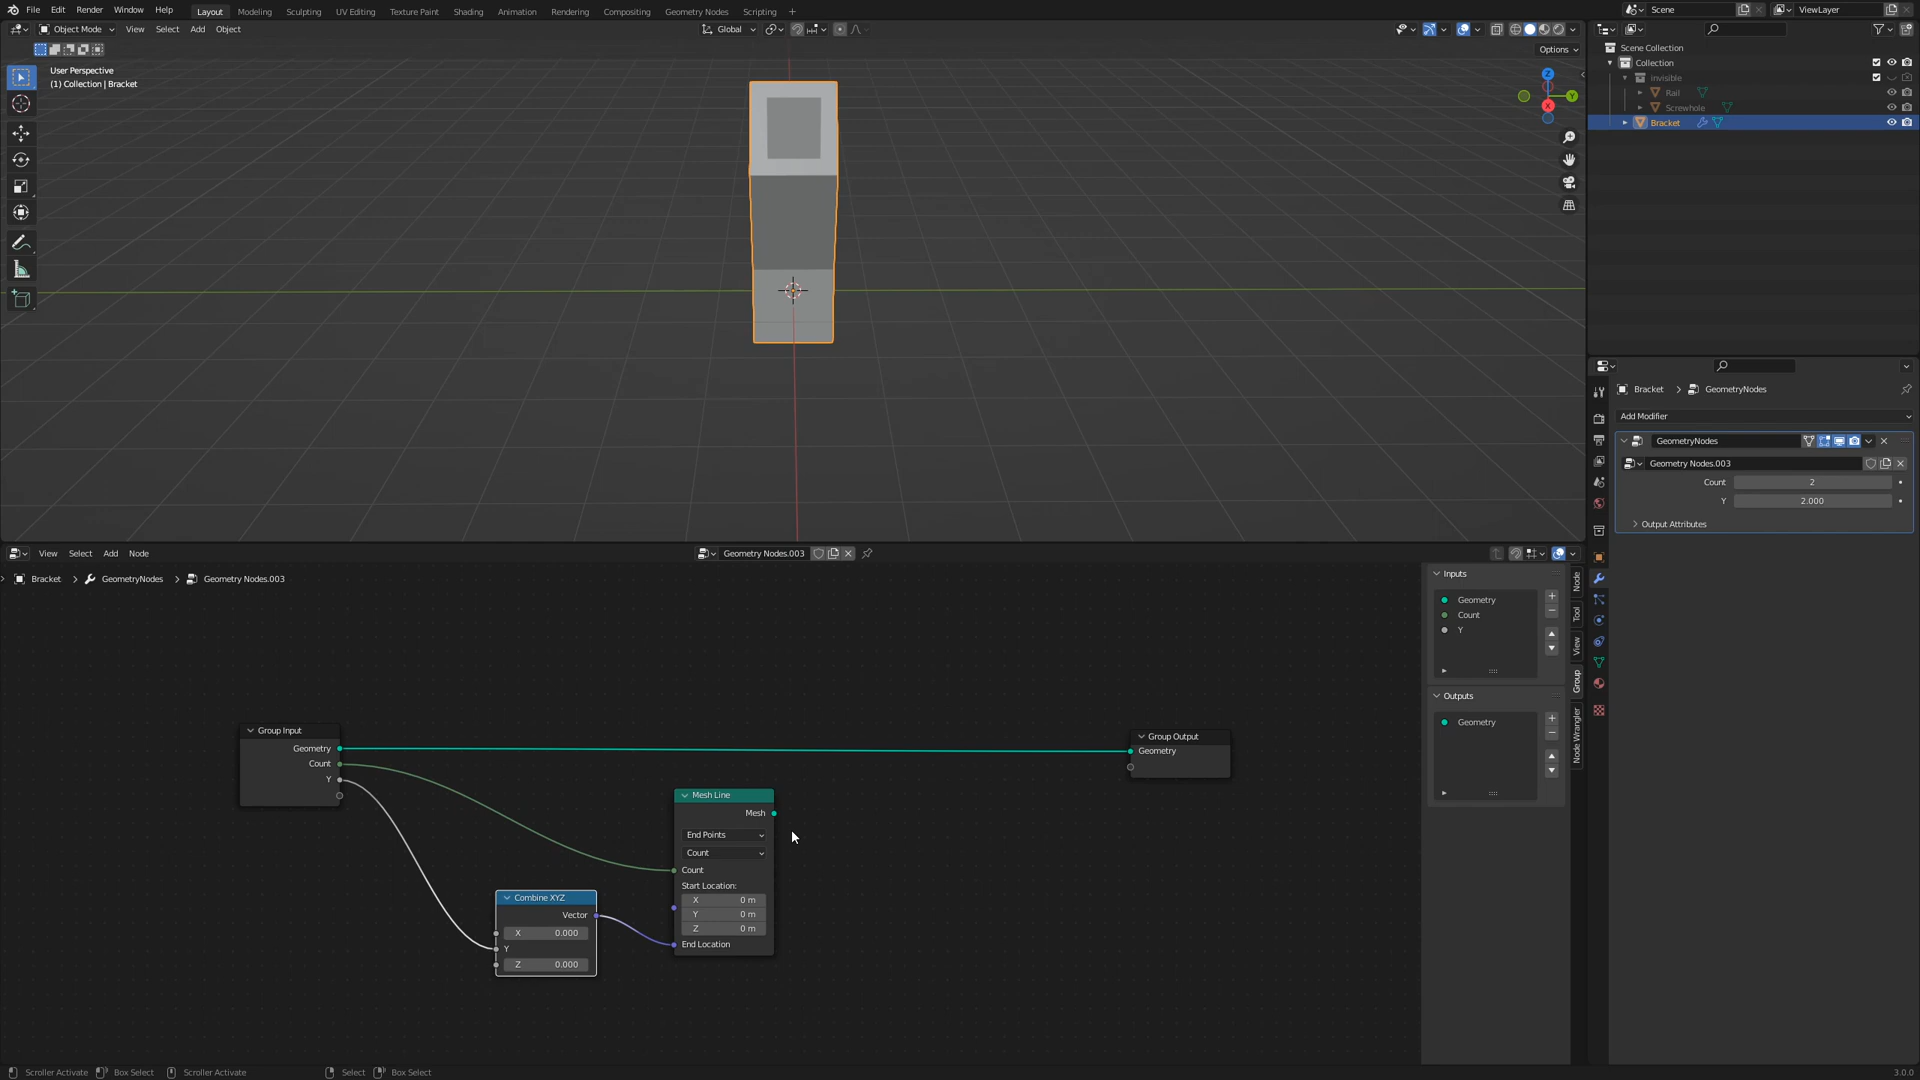 File Edit Render Window Help
Layout Modeling Sculpting UV Editing Texture Paint Shading Animation Rendering Compositing Geometry Nodes Scripting +
Scene
ViewLayer
Object Mode View Select Add Object
Global
Options
User Perspective
(1) Collection | Bracket
Z
Y
X
Scene Collection
Collection
invisible
Rail
Screwhole
Bracket
Bracket > GeometryNodes
Add Modifier
GeometryNodes
Geometry Nodes.003
Count 2
Y 2.000
Output Attributes
View Select Add Node
Geometry Nodes.003
Bracket > GeometryNodes > Geometry Nodes.003
Group Input
Geometry
Count
Y
Combine XYZ
Vector
X 0.000
Y
Z 0.000
Mesh Line
Mesh
End Points
Count
Count
Start Location:
X 0 m
Y 0 m
Z 0 m
End Location
Group Output
Geometry
Inputs
Geometry
Count
Y
Outputs
Geometry
Node
Tool
View
Group
Node Wrangler
Scroller Activate Box Select Scroller Activate Select Box Select
3.0.0